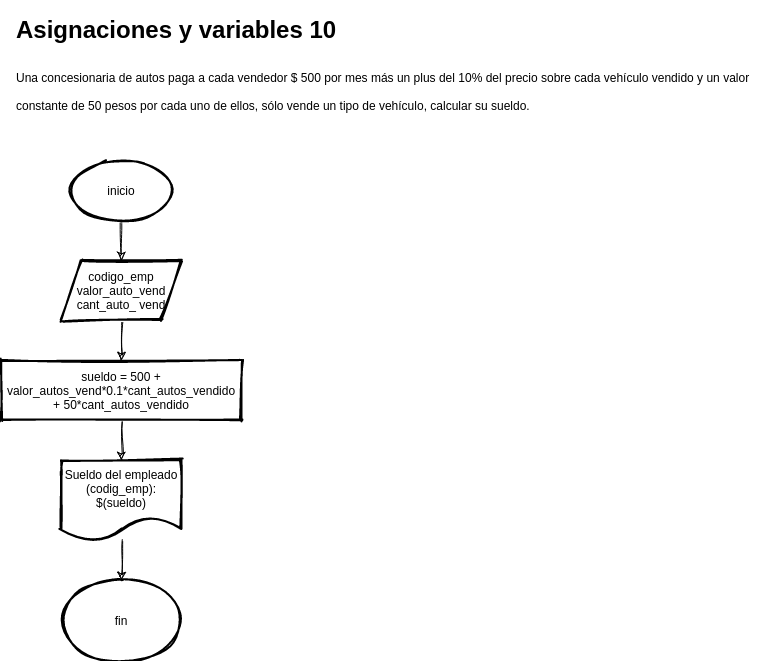 Asignaciones y variables 10
Una concesionaria de autos paga a cada vendedor $ 500 por mes más un plus del 10% del precio sobre cada vehículo vendido y un valor
constante de 50 pesos por cada uno de ellos, sólo vende un tipo de vehículo, calcular su sueldo.
inicio
codigo_emp
valor_auto_vend
cant_auto_ vend
sueldo = 500 +
valor_autos_vend*0.1*cant_autos_vendido
+ 50*cant_autos_vendido
Sueldo del empleado
(codig_emp):
$(sueldo)
fin